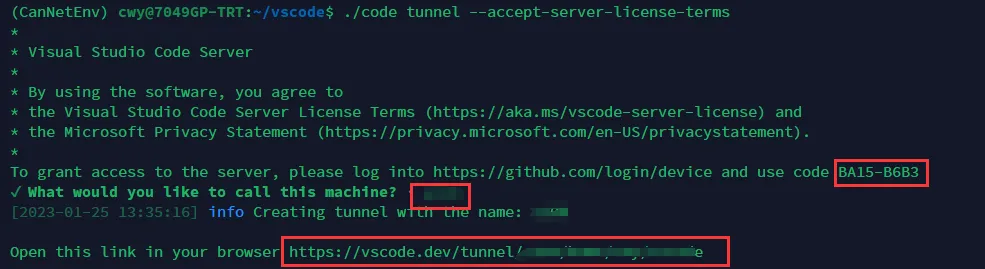 (CanNetEnv) cwy@7049GP-TRT:~/vscode$ ./code tunnel --accept-server-license-terms
*
* Visual Studio Code Server
*
* By using the software, you agree to
* the Visual Studio Code Server License Terms (https://aka.ms/vscode-server-license) and
* the Microsoft Privacy Statement (https://privacy.microsoft.com/en-US/privacystatement).
*
To grant access to the server, please log into https://github.com/login/device and use code BA15-B6B3
✓ What would you like to call this machine? ·
[2023-01-25 13:35:16] info Creating tunnel with the name:
Open this link in your browser https://vscode.dev/tunnel/